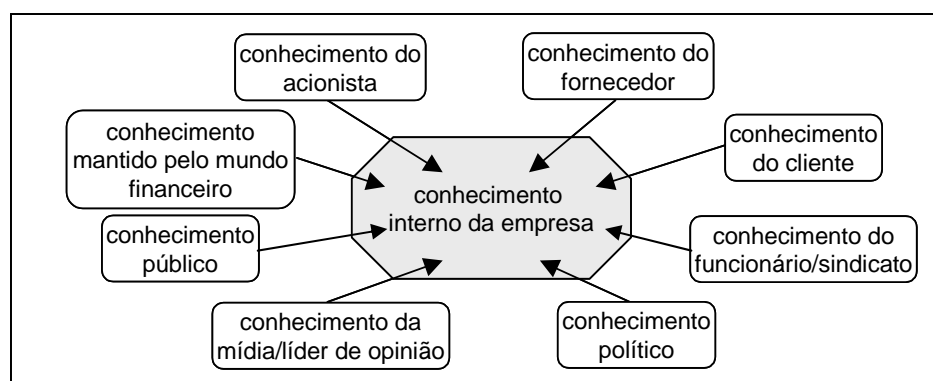 conhecimento do
acionista
conhecimento do
fornecedor
conhecimento
mantido pelo mundo
financeiro
conhecimento
do cliente
conhecimento
interno da empresa
conhecimento
público
conhecimento do
funcionário/sindicato
conhecimento da
mídia/líder de opinião
conhecimento
político